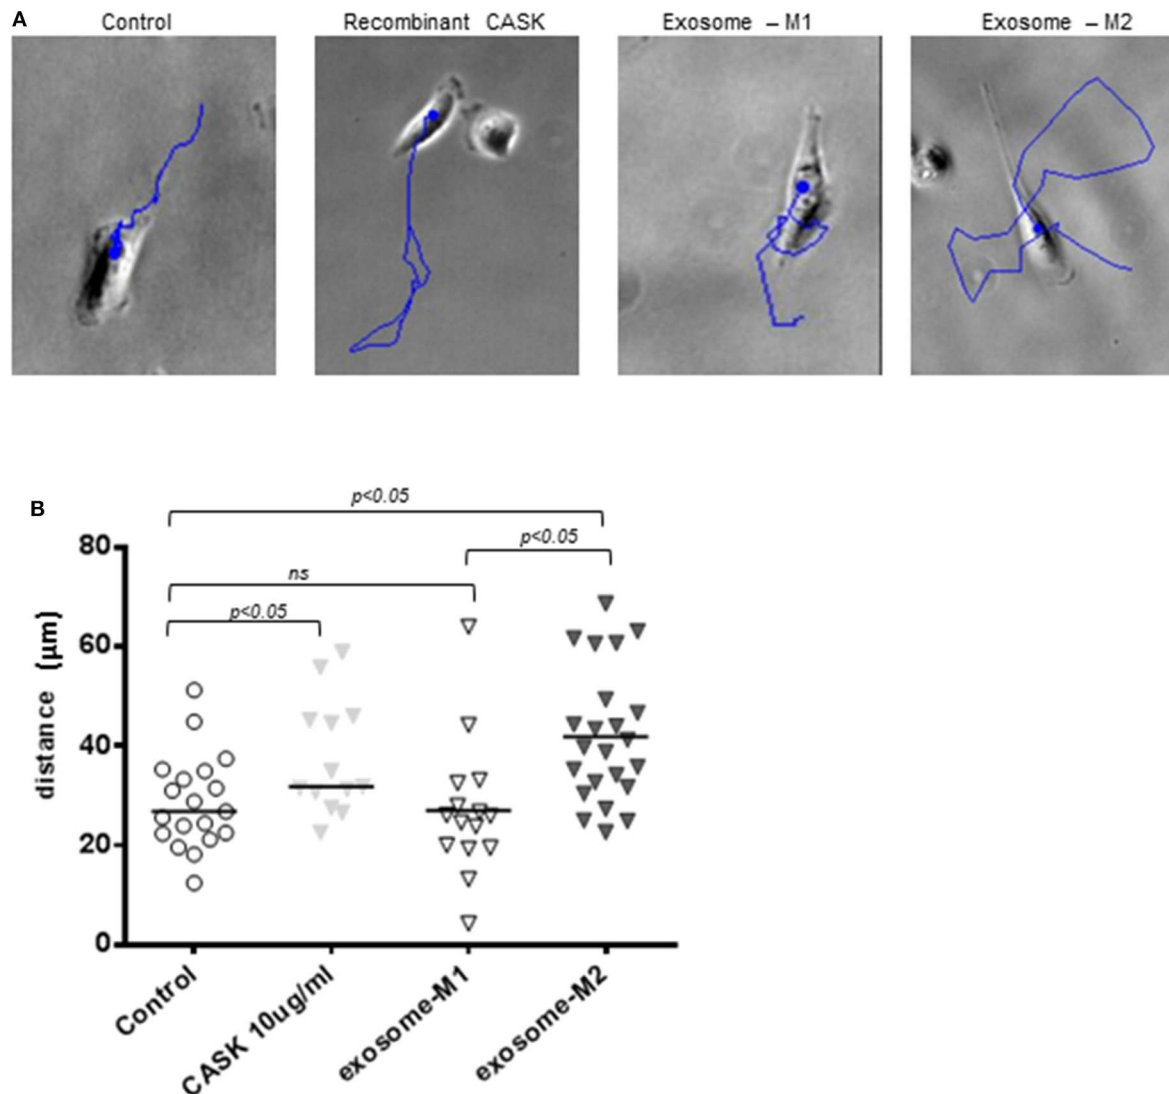 A
Control
Recombinant CASK
Exosome – M1
Exosome – M2
B
p<0.05
p<0.05
ns
p<0.05
distance (µm)
80
60
40
20
0
Control
CASK 10ug/ml
exosome-M1
exosome-M2